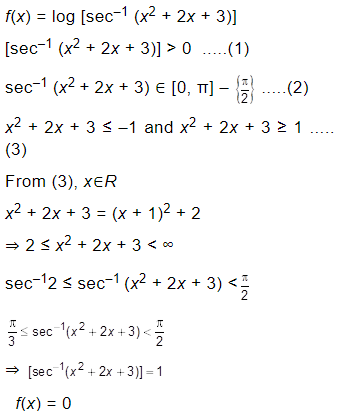 f(x) = log [sec⁻¹ (x² + 2x + 3)]
[sec⁻¹ (x² + 2x + 3)] > 0 .....(1)
sec⁻¹ (x² + 2x + 3) ∈ [0, π] – {π/2} .....(2)
x² + 2x + 3 ≤ –1 and x² + 2x + 3 ≥ 1 .....
(3)
From (3), x∈R
x² + 2x + 3 = (x + 1)² + 2
⇒ 2 ≤ x² + 2x + 3 < ∞
sec⁻¹2 ≤ sec⁻¹ (x² + 2x + 3) < π/2
π/3 ≤ sec⁻¹(x² + 2x + 3) < π/2
⇒ [sec⁻¹(x² + 2x + 3)] = 1
f(x) = 0